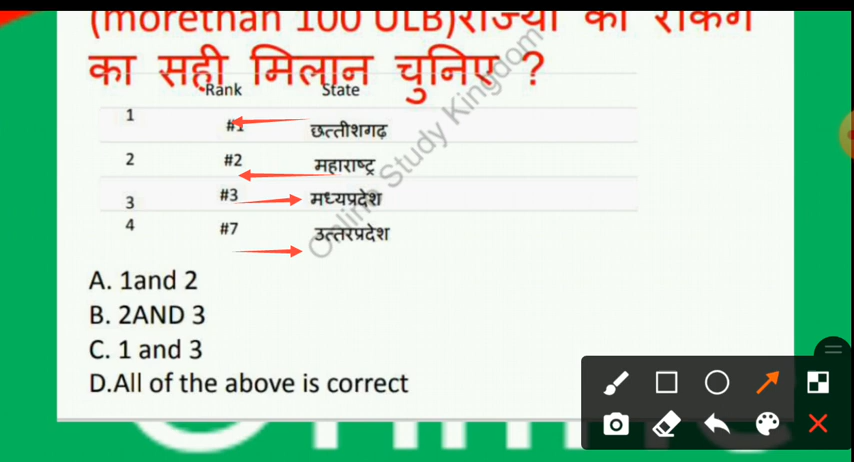 (morethan 100 ULB)राज्यों की रैंकिंग
का सही मिलान चुनिए ?
Rank State
1 #1 छत्तीशगढ़
2 #2 महाराष्ट्र
3 #3 मध्यप्रदेश
4 #7 उत्तरप्रदेश
Online Study Kingdom
A. 1and 2
B. 2AND 3
C. 1 and 3
D.All of the above is correct